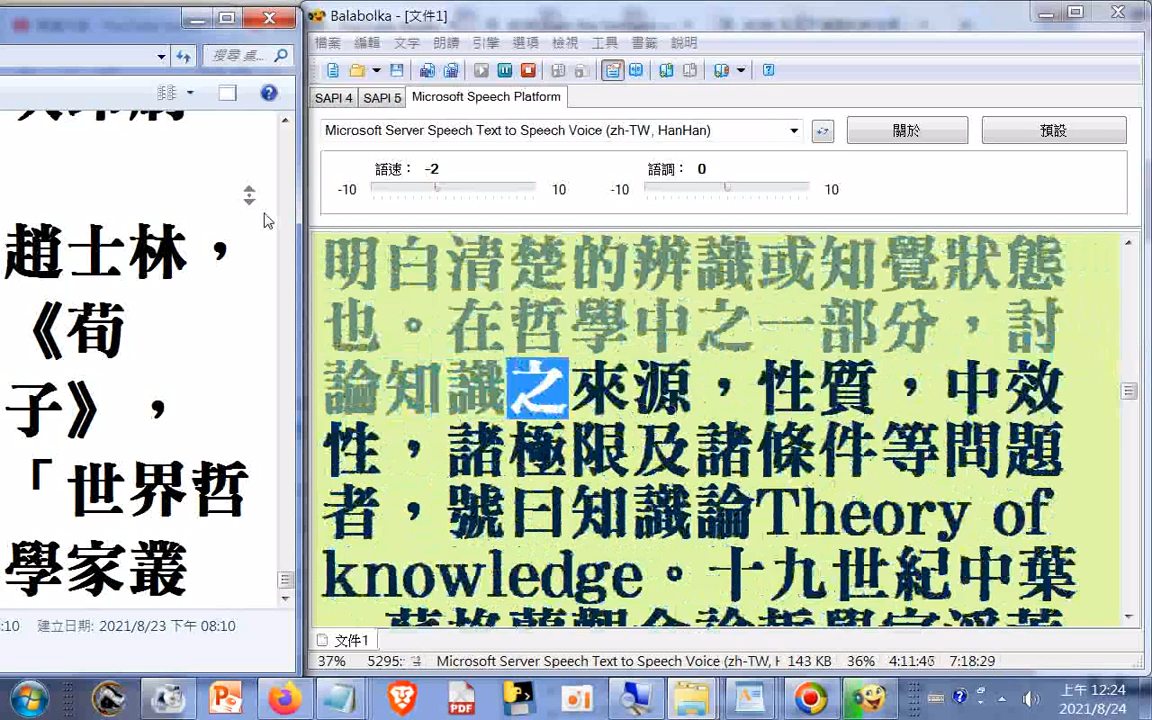 搜尋 桌...
趙士林，
《荀
子》，
「世界哲
學家叢
:10 建立日期: 2021/8/23 下午 08:10
Balabolka - [文件1]
檔案 編輯 文字 朗讀 引擎 選項 檢視 工具 書籤 說明
SAPI 4 SAPI 5 Microsoft Speech Platform
Microsoft Server Speech Text to Speech Voice (zh-TW, HanHan) 關於 預設
語速： -2 語調： 0
-10 10 -10 10
明白清楚的辨識或知覺狀態
也。在哲學中之一部分，討
論知識之來源，性質，中效
性，諸極限及諸條件等問題
者，號曰知識論Theory of
knowledge。十九世紀中葉
文件1
37% Microsoft Server Speech Text to Speech Voice (zh-TW, H 143 KB 36% 7:18:29
上午 12:24
2021/8/24